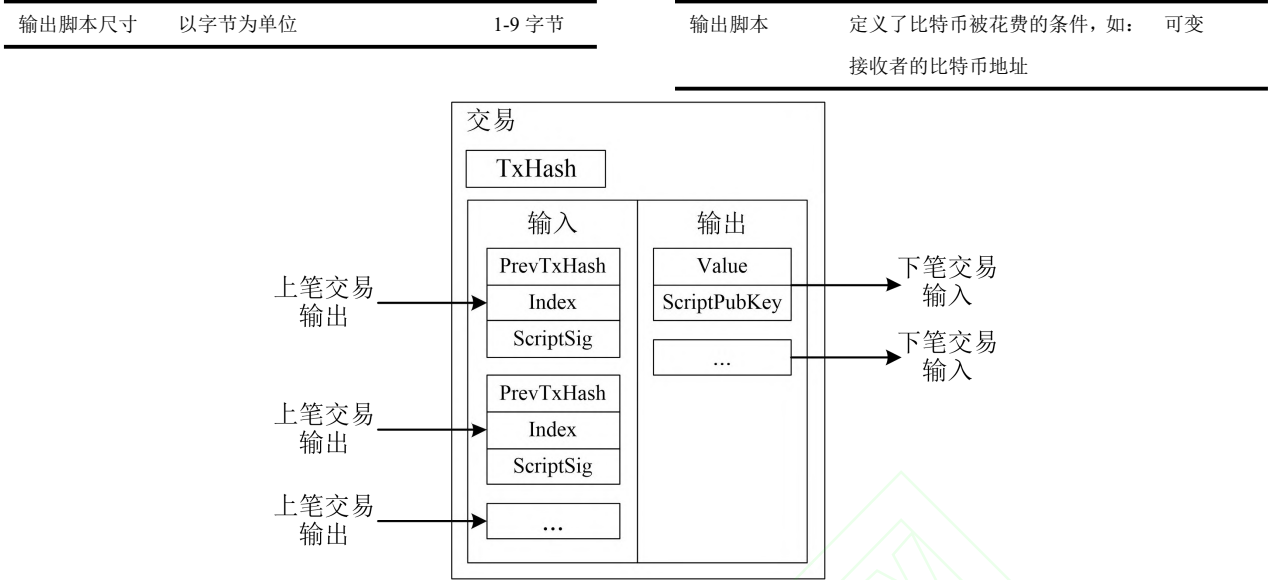 输出脚本尺寸 以字节为单位 1-9 字节
输出脚本 定义了比特币被花费的条件，如： 可变
接收者的比特币地址
交易
TxHash
输入
PrevTxHash
Index
ScriptSig
PrevTxHash
Index
ScriptSig
...
输出
Value
ScriptPubKey
...
上笔交易
输出
上笔交易
输出
上笔交易
输出
下笔交易
输入
下笔交易
输入